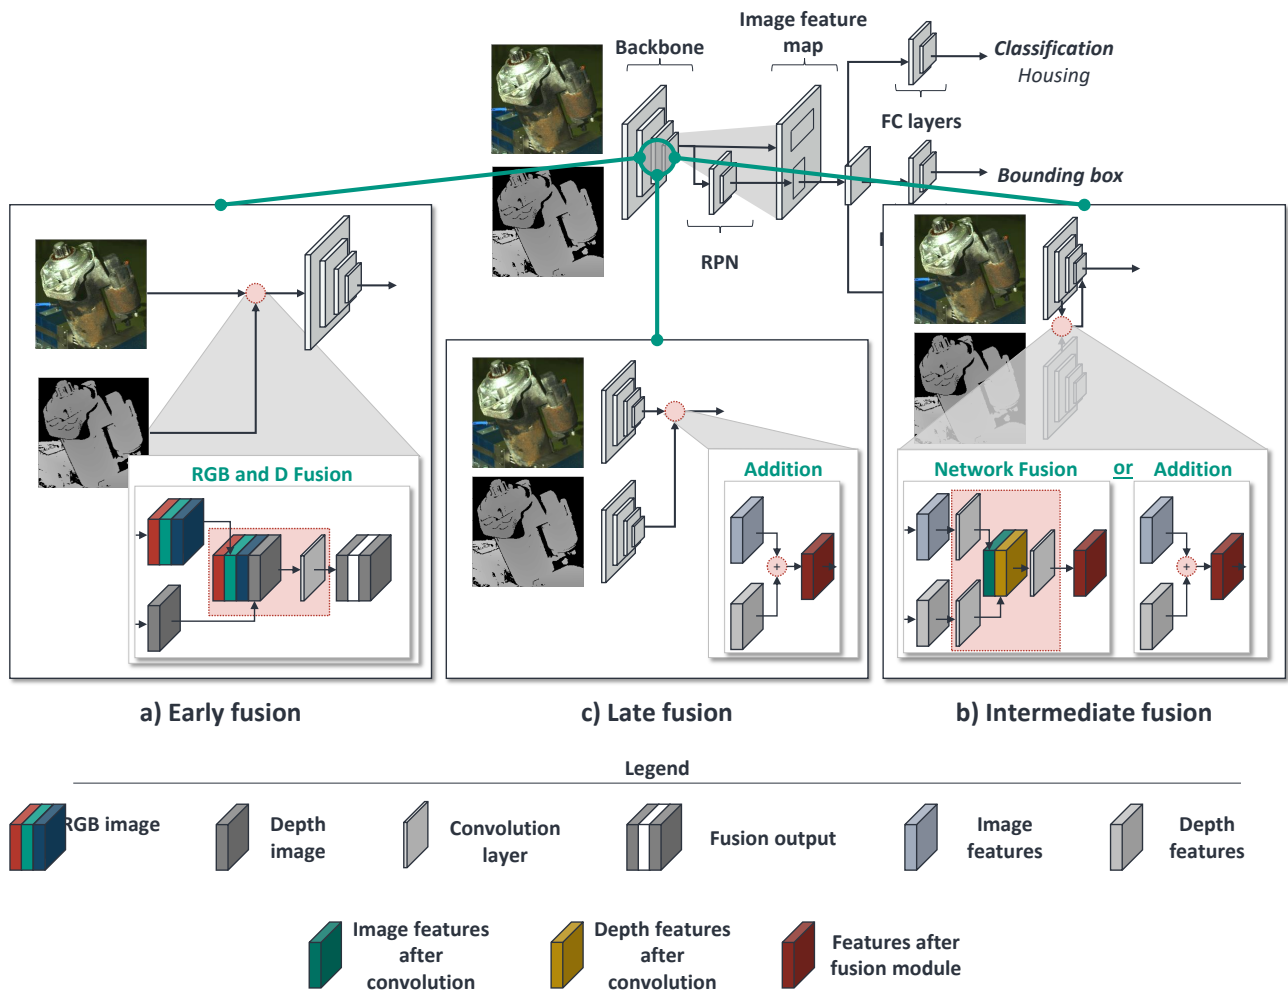 Image feature
map
Backbone
Classification
Housing
FC layers
Bounding box
RPN
RGB and D Fusion
Addition
+
Network Fusion or Addition
+
a) Early fusion
c) Late fusion
b) Intermediate fusion
Legend
RGB image
Depth
image
Convolution
layer
Fusion output
Image
features
Depth
features
Image features
after
convolution
Depth features
after
convolution
Features after
fusion module